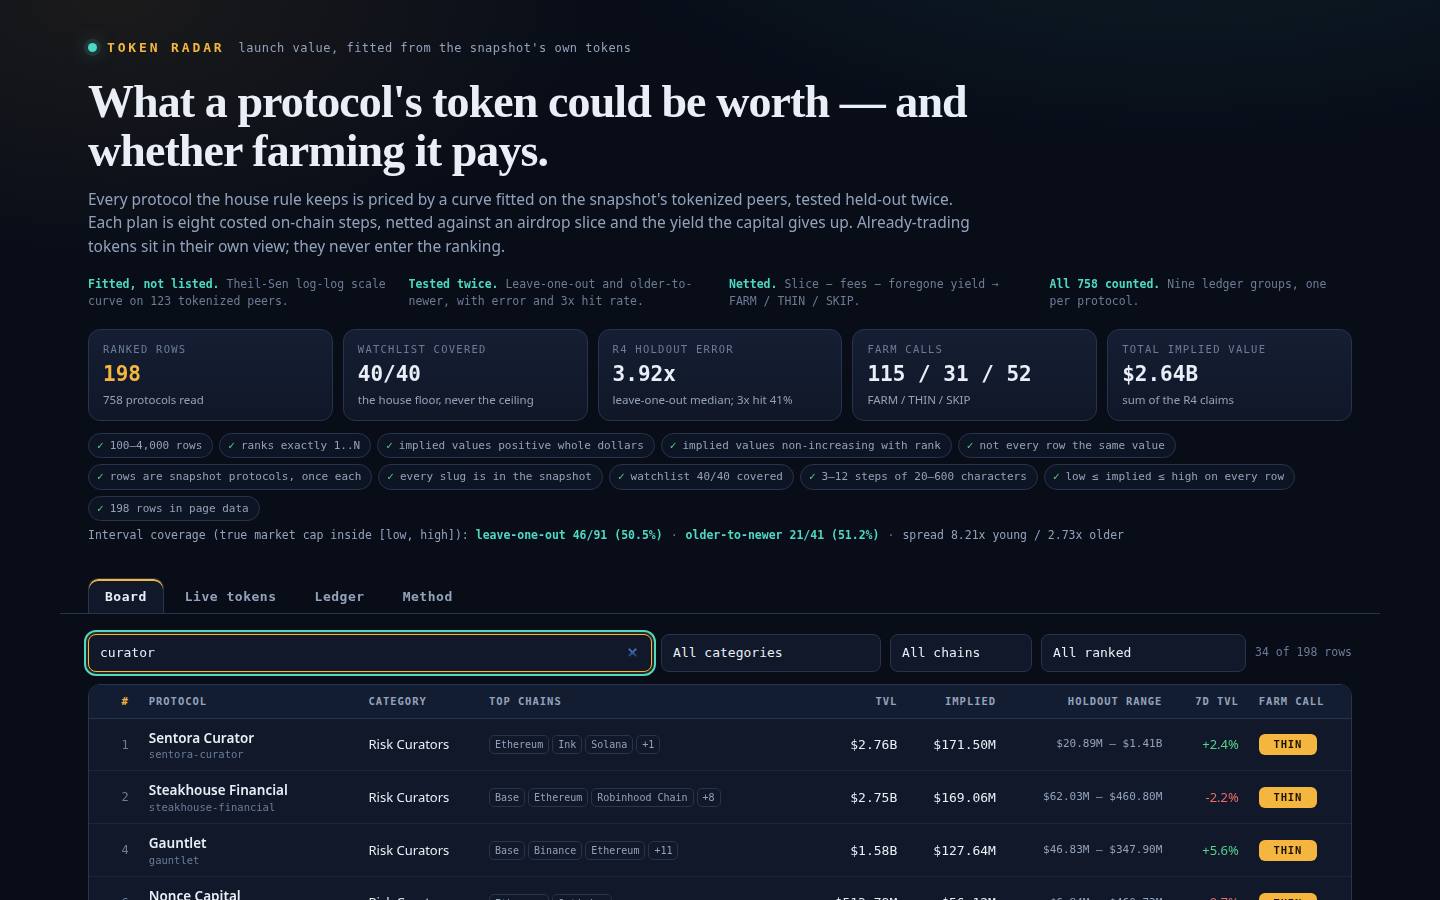 TOKEN RADAR launch value, fitted from the snapshot's own tokens
What a protocol's token could be worth — and
whether farming it pays.
Every protocol the house rule keeps is priced by a curve fitted on the snapshot's tokenized peers, tested held-out twice.
Each plan is eight costed on-chain steps, netted against an airdrop slice and the yield the capital gives up. Already-trading
tokens sit in their own view; they never enter the ranking.
Fitted, not listed. Theil-Sen log-log scale
curve on 123 tokenized peers.
Tested twice. Leave-one-out and older-to-
newer, with error and 3x hit rate.
Netted. Slice − fees − foregone yield →
FARM / THIN / SKIP.
All 758 counted. Nine ledger groups, one
per protocol.
RANKED ROWS
198
758 protocols read
WATCHLIST COVERED
40/40
the house floor, never the ceiling
R4 HOLDOUT ERROR
3.92x
leave-one-out median; 3x hit 41%
FARM CALLS
115 / 31 / 52
FARM / THIN / SKIP
TOTAL IMPLIED VALUE
$2.64B
sum of the R4 claims
✓ 100–4,000 rows ✓ ranks exactly 1..N ✓ implied values positive whole dollars ✓ implied values non-increasing with rank ✓ not every row the same value
✓ rows are snapshot protocols, once each ✓ every slug is in the snapshot ✓ watchlist 40/40 covered ✓ 3–12 steps of 20–600 characters ✓ low ≤ implied ≤ high on every row
✓ 198 rows in page data
Interval coverage (true market cap inside [low, high]): leave-one-out 46/91 (50.5%) · older-to-newer 21/41 (51.2%) · spread 8.21x young / 2.73x older
Board Live tokens Ledger Method
curator All categories All chains All ranked 34 of 198 rows
# PROTOCOL CATEGORY TOP CHAINS TVL IMPLIED HOLDOUT RANGE 7D TVL FARM CALL
1 Sentora Curator Risk Curators Ethereum Ink Solana +1 $2.76B $171.50M $20.89M – $1.41B +2.4% THIN
sentora-curator
2 Steakhouse Financial Risk Curators Base Ethereum Robinhood Chain +8 $2.75B $169.06M $62.03M – $460.80M -2.2% THIN
steakhouse-financial
4 Gauntlet Risk Curators Base Binance Ethereum +11 $1.58B $127.64M $46.83M – $347.90M +5.6% THIN
gauntlet
Nonce Capital